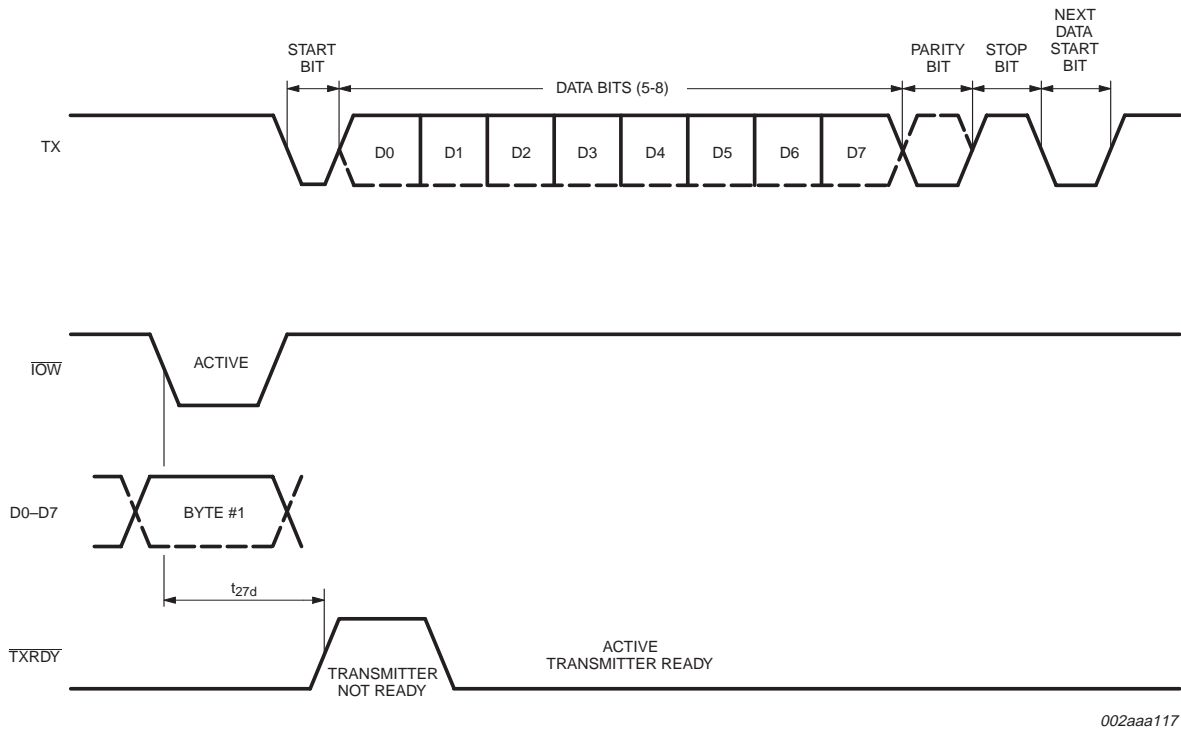 START
BIT
DATA BITS (5-8)
PARITY
BIT
STOP
BIT
NEXT
DATA
START
BIT
TX
D0
D1
D2
D3
D4
D5
D6
D7
IOW
ACTIVE
D0–D7
BYTE #1
t27d
TXRDY
TRANSMITTER
NOT READY
ACTIVE
TRANSMITTER READY
002aaa117